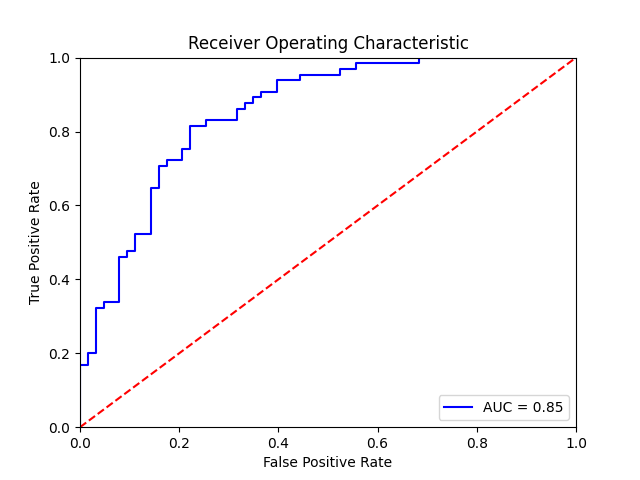 Receiver Operating Characteristic
1.0
0.8
0.6
0.4
0.2
0.0
True Positive Rate
AUC = 0.85
0.0 0.2 0.4 0.6 0.8 1.0
False Positive Rate